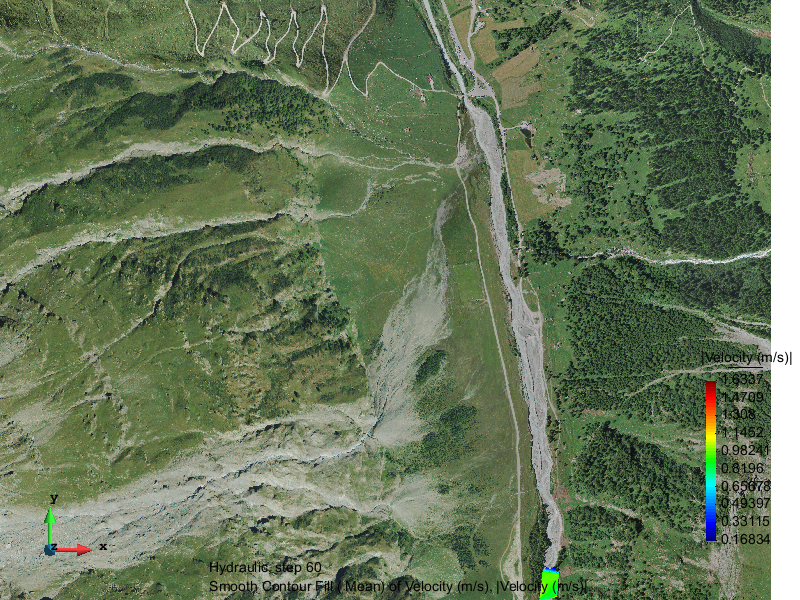 |Velocity (m/s)|
1.6337
1.4709
1.308
1.1452
0.98241
0.8196
0.65678
0.49397
0.33115
0.16834
y
z x
Hydraulic, step 60
Smooth Contour Fill ( Mean) of Velocity (m/s), |Velocity (m/s)|